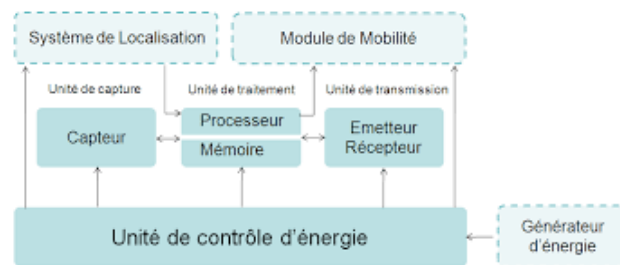 Système de Localisation
Module de Mobilité
Unité de capture
Unité de traitement
Unité de transmission
Capteur
Processeur
Mémoire
Emetteur
Récepteur
Unité de contrôle d'énergie
Générateur
d'énergie